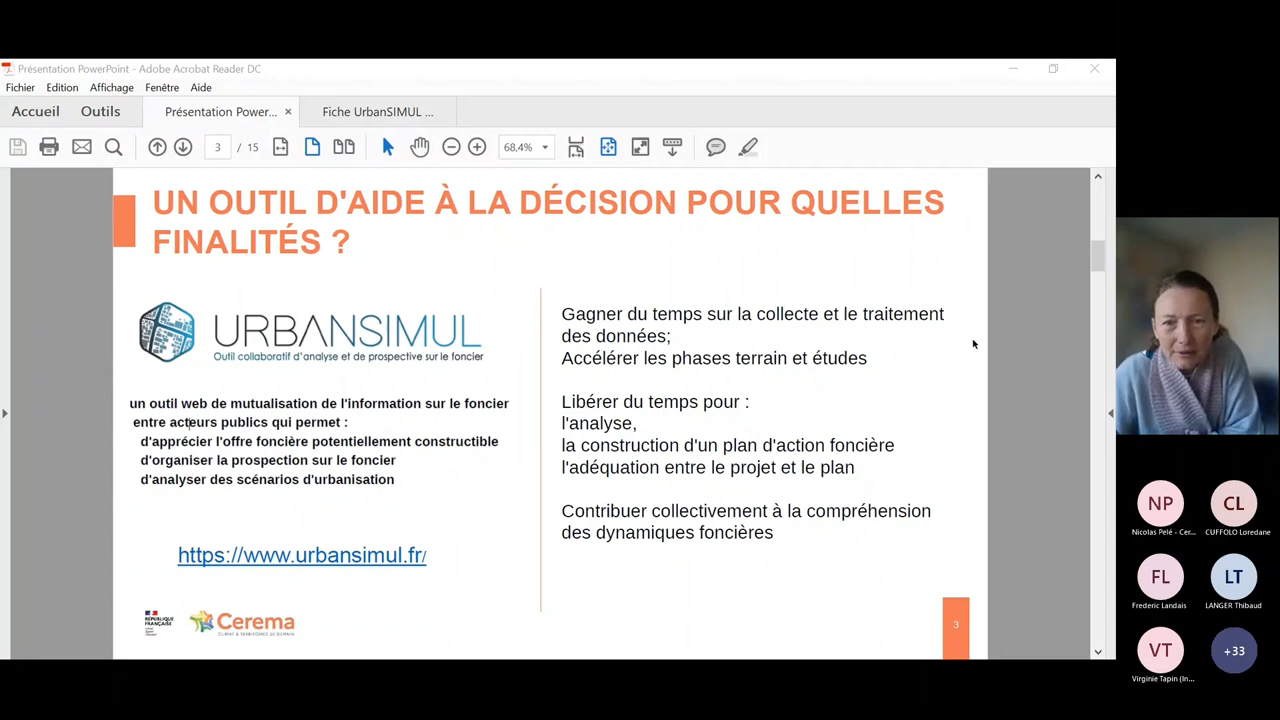 Présentation PowerPoint - Adobe Acrobat Reader DC
Fichier Edition Affichage Fenêtre Aide
Accueil Outils Présentation Power... × Fiche UrbanSIMUL ...
3 / 15 68,4%
UN OUTIL D'AIDE À LA DÉCISION POUR QUELLES
FINALITÉS ?
URBANSIMUL
Outil collaboratif d'analyse et de prospective sur le foncier
un outil web de mutualisation de l'information sur le foncier
entre acteurs publics qui permet :
d'apprécier l'offre foncière potentiellement constructible
d'organiser la prospection sur le foncier
d'analyser des scénarios d'urbanisation
https://www.urbansimul.fr/
RÉPUBLIQUE
FRANÇAISE
Cerema
CLIMAT & TERRITOIRES DE DEMAIN
Gagner du temps sur la collecte et le traitement
des données;
Accélérer les phases terrain et études
Libérer du temps pour :
l'analyse,
la construction d'un plan d'action foncière
l'adéquation entre le projet et le plan
Contribuer collectivement à la compréhension
des dynamiques foncières
3
NP CL
Nicolas Pelé - Cer... CUFFOLO Loredane
FL LT
Frederic Landais LANGER Thibaud
VT +33
Virginie Tapin (In...